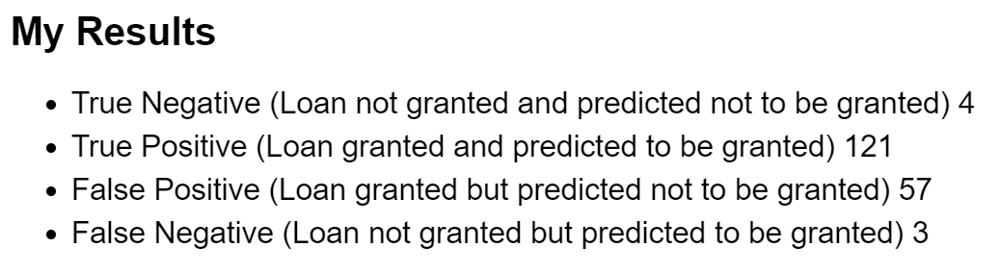 My Results
True Negative (Loan not granted and predicted not to be granted) 4
True Positive (Loan granted and predicted to be granted) 121
False Positive (Loan granted but predicted not to be granted) 57
False Negative (Loan not granted but predicted to be granted) 3